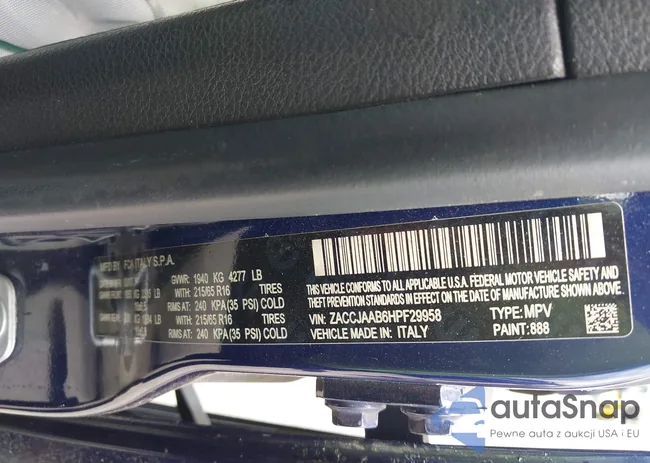 MFD BY FCA ITALY S.P.A.
GVWR: 1940 KG 4277 LB
WITH: 215/65 R16 TIRES
RIMS AT: 240 KPA(35 PSI) COLD
WITH: 215/65 R16 TIRES
RIMS AT: 240 KPA(35 PSI) COLD
THIS VEHICLE CONFORMS TO ALL APPLICABLE U.S.A. FEDERAL MOTOR VEHICLE SAFETY AND
THEFT PREVENTION STANDARDS IN EFFECT ON THE DATE OF MANUFACTURE SHOWN ABOVE.
VIN: ZACCJAAB6HPF29958 TYPE: MPV
VEHICLE MADE IN: ITALY PAINT: 888
autaSnap
Pewne auta z aukcji USA i EU